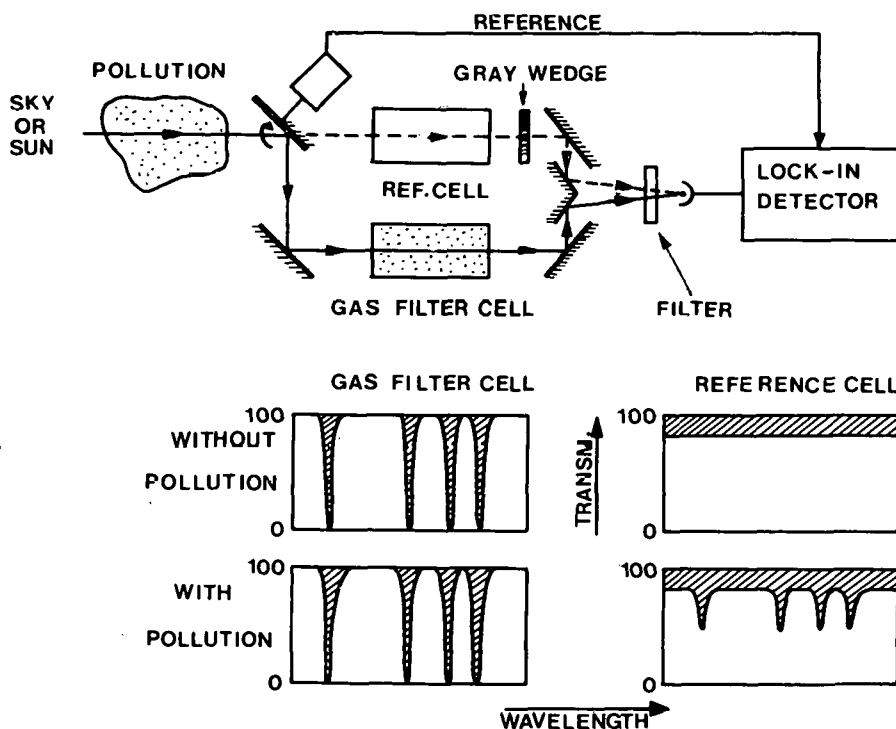 REFERENCE
POLLUTION
GRAY WEDGE
SKY
OR
SUN
REF. CELL
LOCK-IN
DETECTOR
GAS FILTER CELL
FILTER
GAS FILTER CELL
REFERENCE CELL
100
WITHOUT
POLLUTION
0
TRANSM.
100
0
100
WITH
POLLUTION
0
100
0
WAVELENGTH